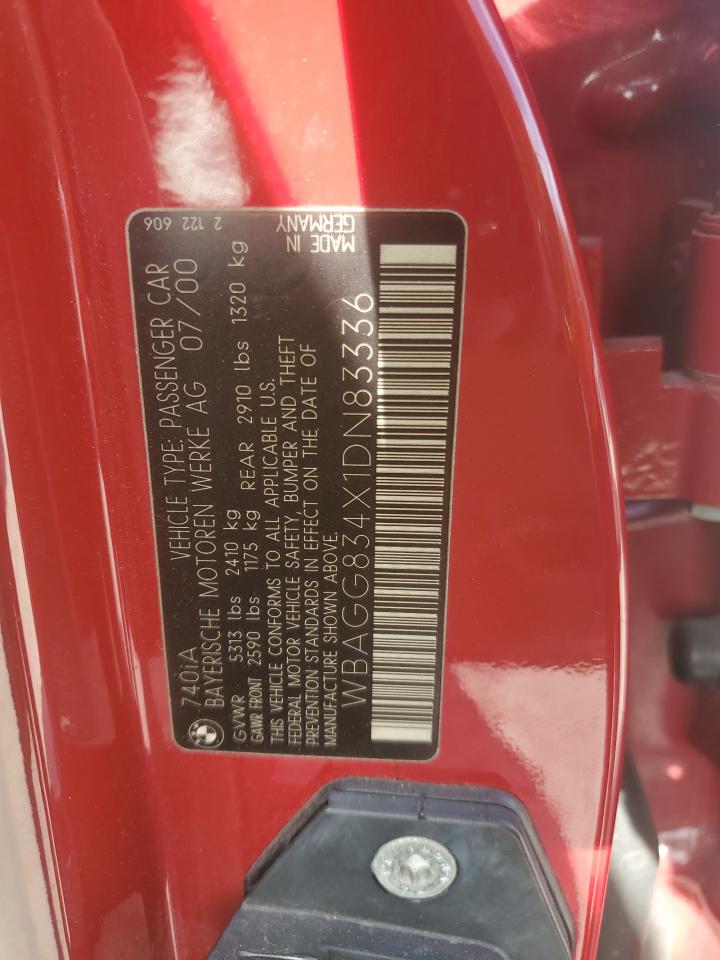 740iA VEHICLE TYPE: PASSENGER CAR 2 122 606
BAYERISCHE MOTOREN WERKE AG 07/00
GVWR 5313 lbs 2410 kg
GAWR FRONT 2590 lbs 1175 kg REAR 2910 lbs 1320 kg
THIS VEHICLE CONFORMS TO ALL APPLICABLE U.S.
FEDERAL MOTOR VEHICLE SAFETY, BUMPER AND THEFT
PREVENTION STANDARDS IN EFFECT ON THE DATE OF
MANUFACTURE SHOWN ABOVE.
MADE IN
GERMANY
WBAGG834X1DN83336